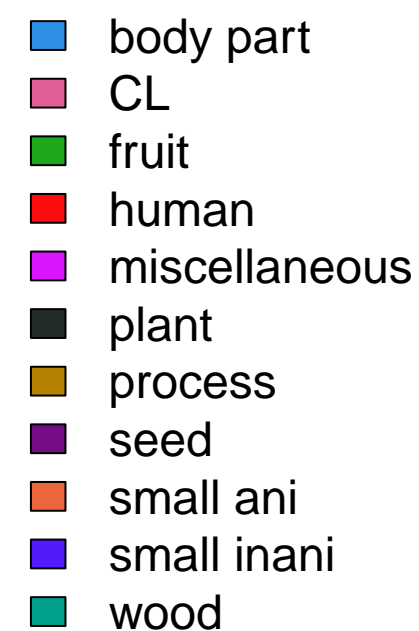 body part
CL
fruit
human
miscellaneous
plant
process
seed
small ani
small inani
wood